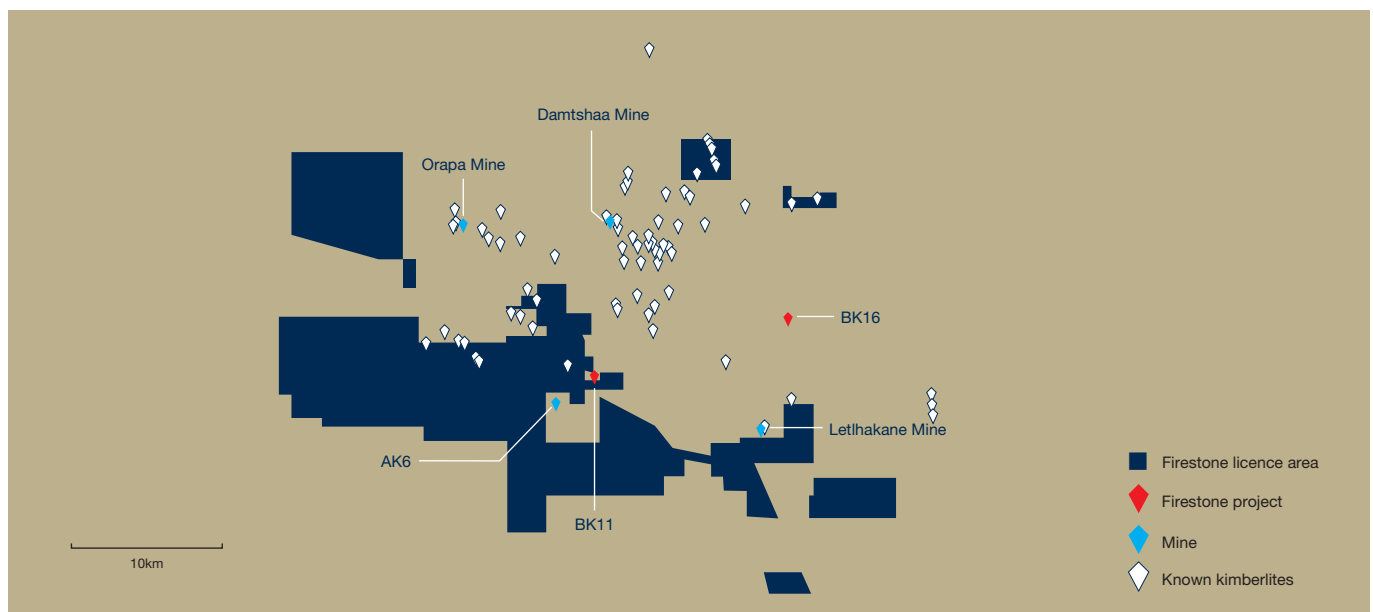 Damtshaa Mine
Orapa Mine
BK16
Letlhakane Mine
AK6
BK11
10km
Firestone licence area
Firestone project
Mine
Known kimberlites